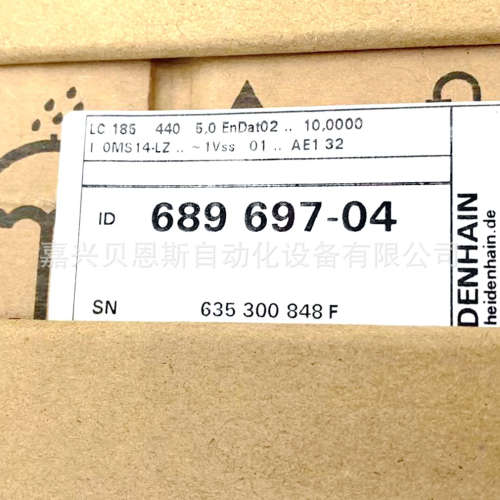 LC 185 440 5,0 EnDat02 .. 10,0000
I 0MS14-LZ .. ~1Vss 01 .. AE1 32
ID 689 697-04
嘉兴贝恩斯自动化设备有限公司
SN 635 300 848 F
DENHAIN
heidenhain.de